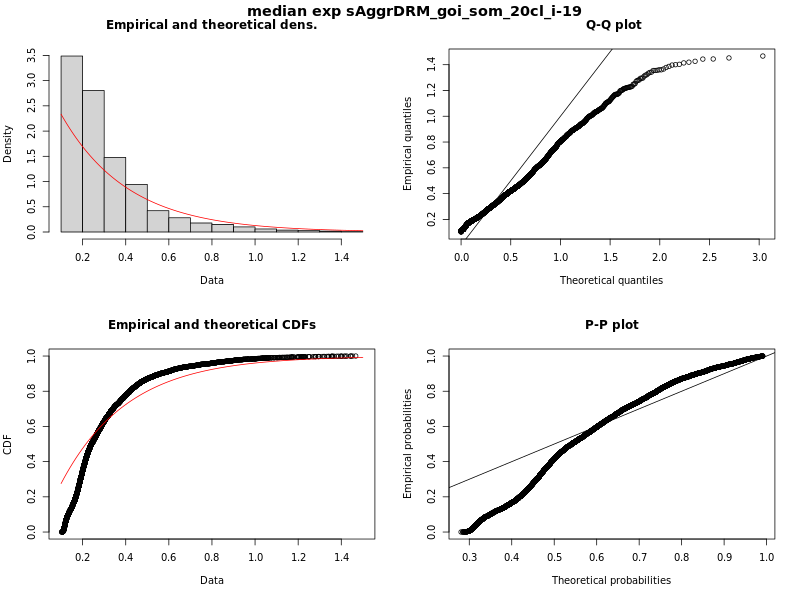 median exp sAggrDRM_goi_som_20cl_i-19
Empirical and theoretical dens.
Density
0.0 0.5 1.0 1.5 2.0 2.5 3.0 3.5
0.2 0.4 0.6 0.8 1.0 1.2 1.4
Data
Q-Q plot
Empirical quantiles
0.2 0.4 0.6 0.8 1.0 1.2 1.4
0.0 0.5 1.0 1.5 2.0 2.5 3.0
Theoretical quantiles
Empirical and theoretical CDFs
CDF
0.0 0.2 0.4 0.6 0.8 1.0
0.2 0.4 0.6 0.8 1.0 1.2 1.4
Data
P-P plot
Empirical probabilities
0.0 0.2 0.4 0.6 0.8 1.0
0.3 0.4 0.5 0.6 0.7 0.8 0.9 1.0
Theoretical probabilities